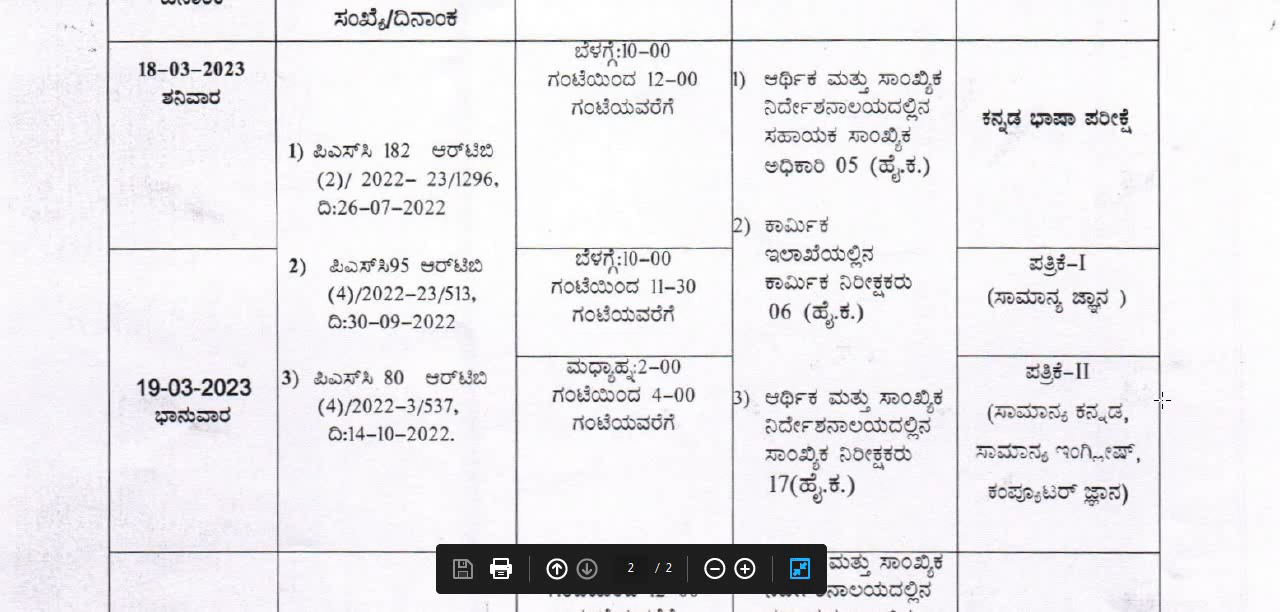 ಸಂಖ್ಯೆ/ದಿನಾಂಕ
18-03-2023
ಶನಿವಾರ
1) ಪಿಎಸ್‌ಸಿ 182 ಆರ್‌ಟಿಬಿ
(2)/ 2022- 23/1296,
ದಿ:26-07-2022
2) ಪಿಎಸ್‌ಸಿ95 ಆರ್‌ಟಿಬಿ
(4)/2022-23/513,
ದಿ:30-09-2022
3) ಪಿಎಸ್‌ಸಿ 80 ಆರ್‌ಟಿಬಿ
(4)/2022-3/537,
ದಿ:14-10-2022.
ಬೆಳಗ್ಗೆ:10-00
ಗಂಟೆಯಿಂದ 12-00
ಗಂಟೆಯವರೆಗೆ
1) ಆರ್ಥಿಕ ಮತ್ತು ಸಾಂಖ್ಯಿಕ
ನಿರ್ದೇಶನಾಲಯದಲ್ಲಿನ
ಸಹಾಯಕ ಸಾಂಖ್ಯಿಕ
ಅಧಿಕಾರಿ 05 (ಹೈ.ಕ.)
2) ಕಾರ್ಮಿಕ
ಇಲಾಖೆಯಲ್ಲಿನ
ಕಾರ್ಮಿಕ ನಿರೀಕ್ಷಕರು
06 (ಹೈ.ಕ.)
3) ಆರ್ಥಿಕ ಮತ್ತು ಸಾಂಖ್ಯಿಕ
ನಿರ್ದೇಶನಾಲಯದಲ್ಲಿನ
ಸಾಂಖ್ಯಿಕ ನಿರೀಕ್ಷಕರು
17(ಹೈ.ಕ.)
ಕನ್ನಡ ಭಾಷಾ ಪರೀಕ್ಷೆ
19-03-2023
ಭಾನುವಾರ
ಬೆಳಗ್ಗೆ:10-00
ಗಂಟೆಯಿಂದ 11-30
ಗಂಟೆಯವರೆಗೆ
ಪತ್ರಿಕೆ-I
(ಸಾಮಾನ್ಯ ಜ್ಞಾನ )
ಮಧ್ಯಾಹ್ನ:2-00
ಗಂಟೆಯಿಂದ 4-00
ಗಂಟೆಯವರೆಗೆ
ಪತ್ರಿಕೆ-II
(ಸಾಮಾನ್ಯ ಕನ್ನಡ,
ಸಾಮಾನ್ಯ ಇಂಗ್ಲೀಷ್,
ಕಂಪ್ಯೂಟರ್ ಜ್ಞಾನ)
2 / 2
ಮತ್ತು ಸಾಂಖ್ಯಿಕ